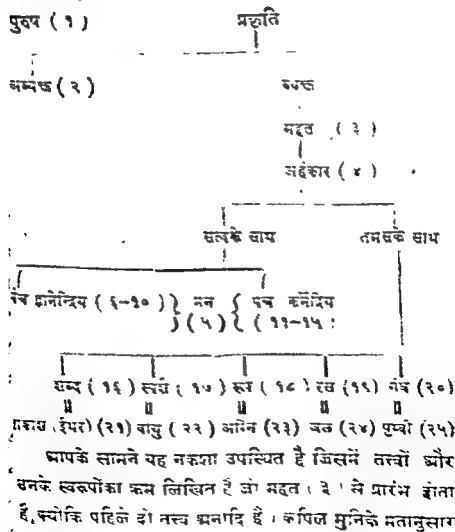 पुरुष (१) प्रकृति
अव्यक्त (२) व्यक्त
महत (३)
अहंकार (४)
सत्वके साथ तमसके साथ
पंच ज्ञानेन्द्रिय (६-१०) } मन { पंच कर्मेंद्रिय
} (५) { (११-१५ :
शब्द (१६) स्पर्श (१७) रूप (१८) रस (१९) गंध (२०)
आकाश (ईथर) (२१) वायु (२२) अग्नि (२३) जल (२४) पृथ्वी (२५)
आपके सामने यह नकशा उपस्थित है जिसमें तत्त्वों और
उनके स्वरूपोंका क्रम लिखित है जो महत (३) से प्रारंभ होता
है, क्योंकि पहिले दो तत्त्व अनादि हैं । कपिल मुनिके मतानुसार